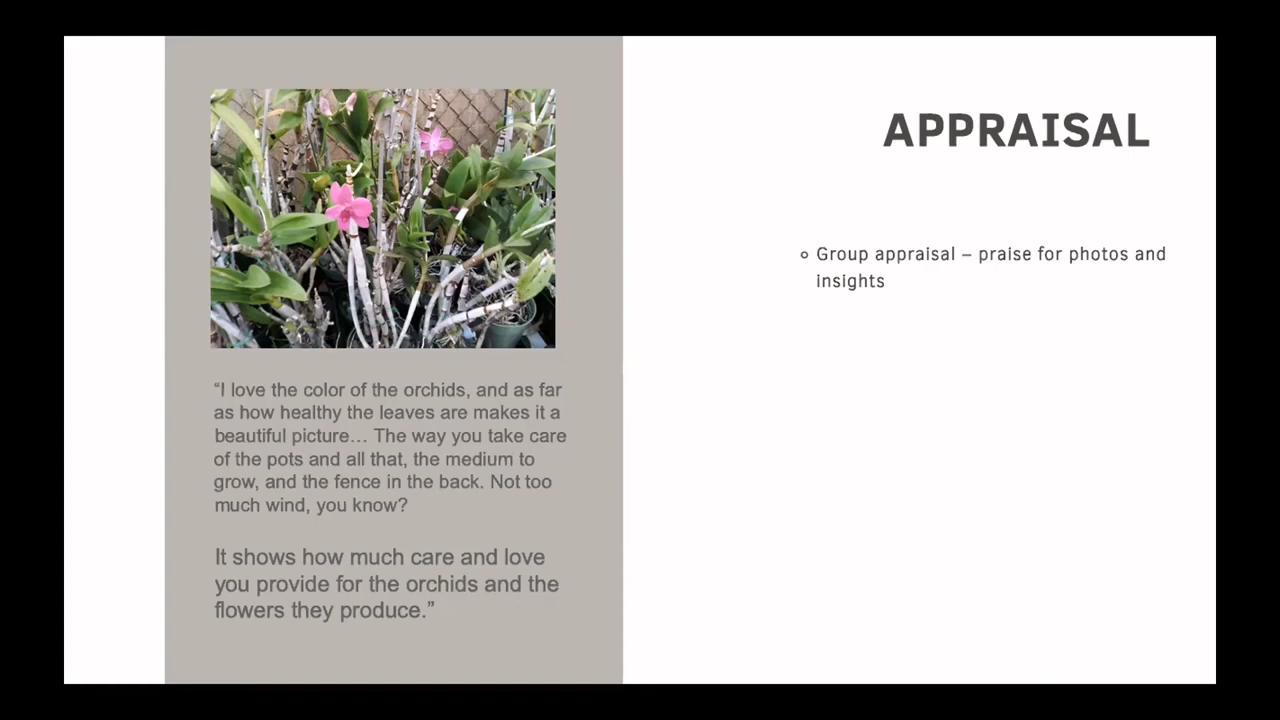 APPRAISAL
Group appraisal – praise for photos and
insights
“I love the color of the orchids, and as far
as how healthy the leaves are makes it a
beautiful picture… The way you take care
of the pots and all that, the medium to
grow, and the fence in the back. Not too
much wind, you know?
It shows how much care and love
you provide for the orchids and the
flowers they produce.”